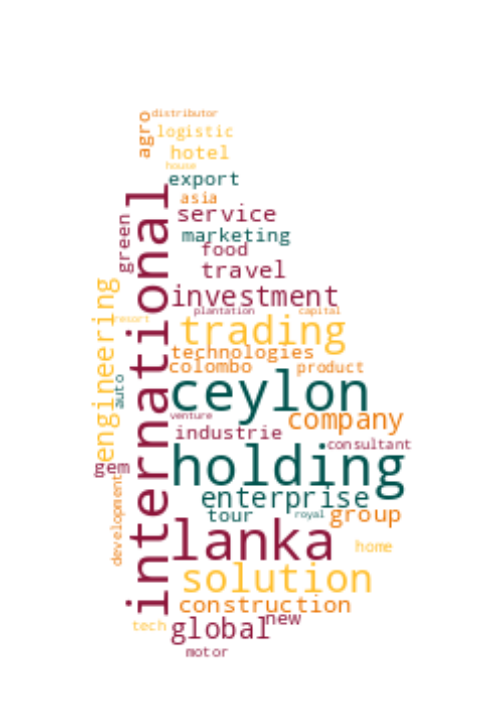 distributor
agro
logistic
hotel
house
export
asia
service
green
marketing
food
travel
international
investment
engineering
plantation
capital
resort
trading
technologies
colombo
product
auto
ceylon
venture
company
industrie
consultant
gem
holding
development
enterprise
tour
royal
group
lanka
home
solution
construction
new
tech
global
motor